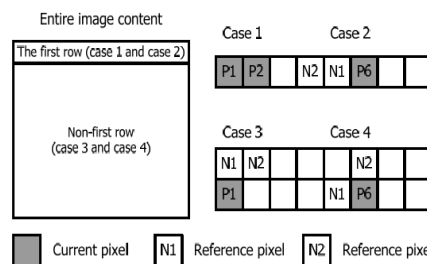 Entire image content
The first row (case 1 and case 2)
Non-first row
(case 3 and case 4)
Case 1 Case 2
P1 P2 N2 N1 P6
Case 3 Case 4
N1 N2 N2
P1 N1 P6
Current pixel N1 Reference pixel N2 Reference pixe